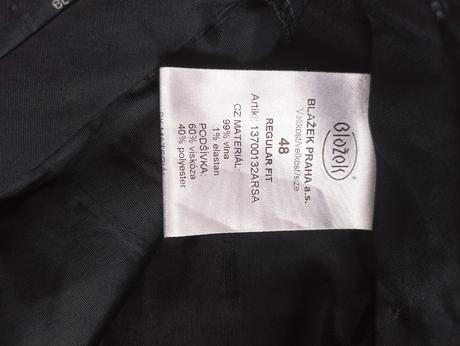 Blažek
BLAŽEK PRAHA a.s.
Velikost/veľkosť/size
48
REGULAR FIT
Artikl: 13700132ARSA
CZ MATERIÁL:
99% vlna
1% elastan
PODŠÍVKA:
60% viskóza
40% polyester